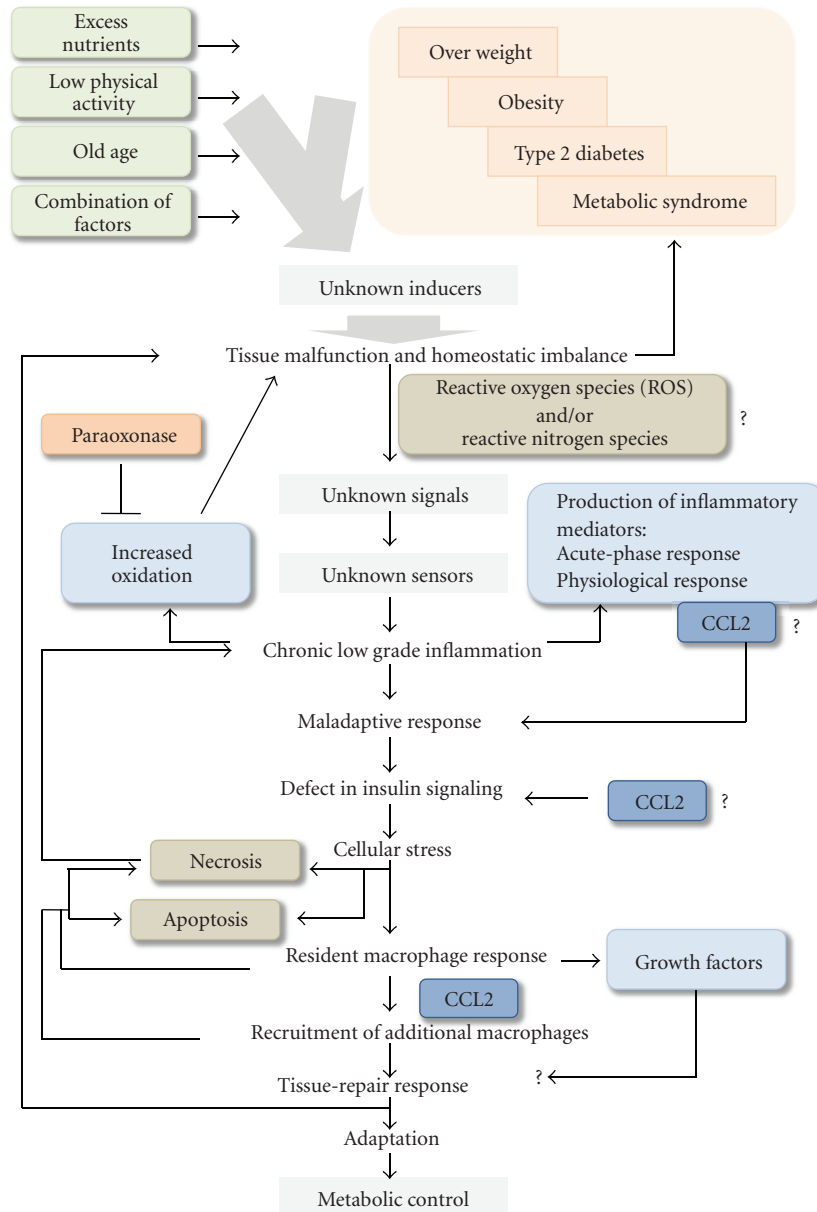 Excess
nutrients
Low physical
activity
Old age
Combination of
factors
Over weight
Obesity
Type 2 diabetes
Metabolic syndrome
Unknown inducers
Tissue malfunction and homeostatic imbalance
Reactive oxygen species (ROS)
and/or
reactive nitrogen species
?
Paraoxonase
Unknown signals
Production of inflammatory
mediators:
Acute-phase response
Physiological response
Increased
oxidation
Unknown sensors
CCL2
?
Chronic low grade inflammation
Maladaptive response
Defect in insulin signaling
CCL2
?
Cellular stress
Necrosis
Apoptosis
Resident macrophage response
Growth factors
CCL2
Recruitment of additional macrophages
Tissue-repair response
?
Adaptation
Metabolic control